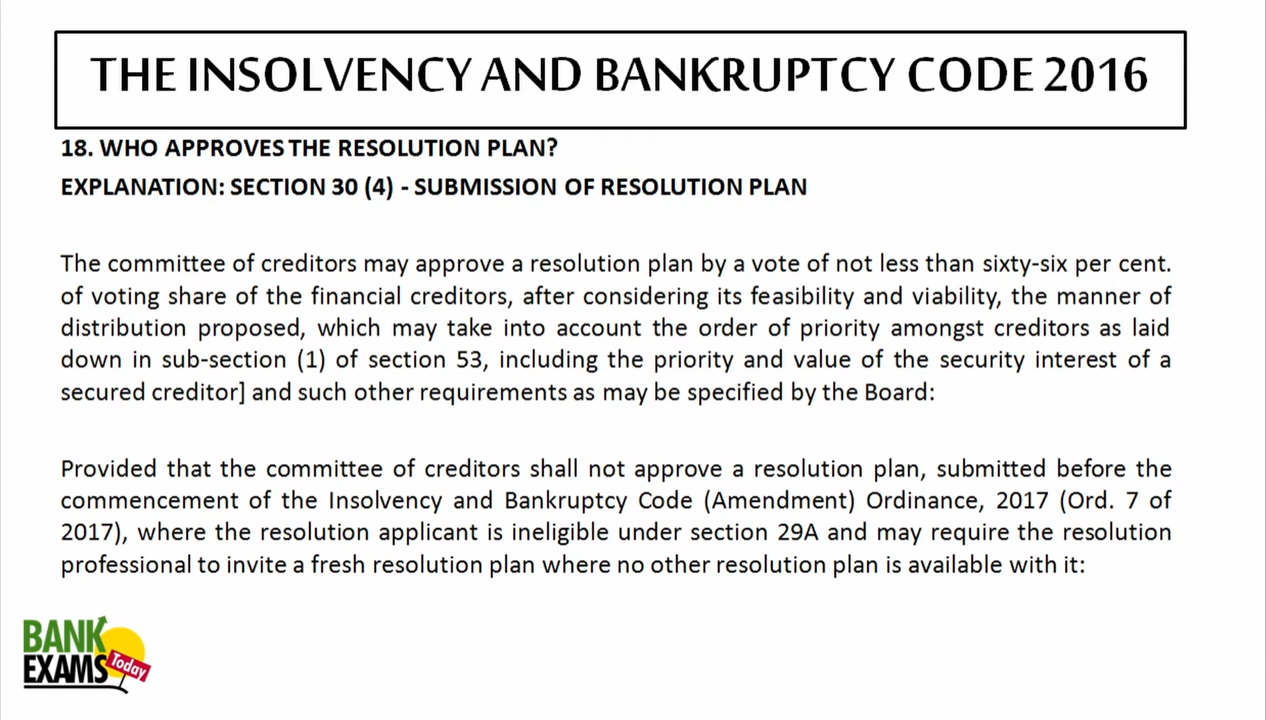 THE INSOLVENCY AND BANKRUPTCY CODE 2016
18. WHO APPROVES THE RESOLUTION PLAN?
EXPLANATION: SECTION 30 (4) - SUBMISSION OF RESOLUTION PLAN
The committee of creditors may approve a resolution plan by a vote of not less than sixty-six per cent.
of voting share of the financial creditors, after considering its feasibility and viability, the manner of
distribution proposed, which may take into account the order of priority amongst creditors as laid
down in sub-section (1) of section 53, including the priority and value of the security interest of a
secured creditor] and such other requirements as may be specified by the Board:
Provided that the committee of creditors shall not approve a resolution plan, submitted before the
commencement of the Insolvency and Bankruptcy Code (Amendment) Ordinance, 2017 (Ord. 7 of
2017), where the resolution applicant is ineligible under section 29A and may require the resolution
professional to invite a fresh resolution plan where no other resolution plan is available with it:
BANK
EXAMS Today